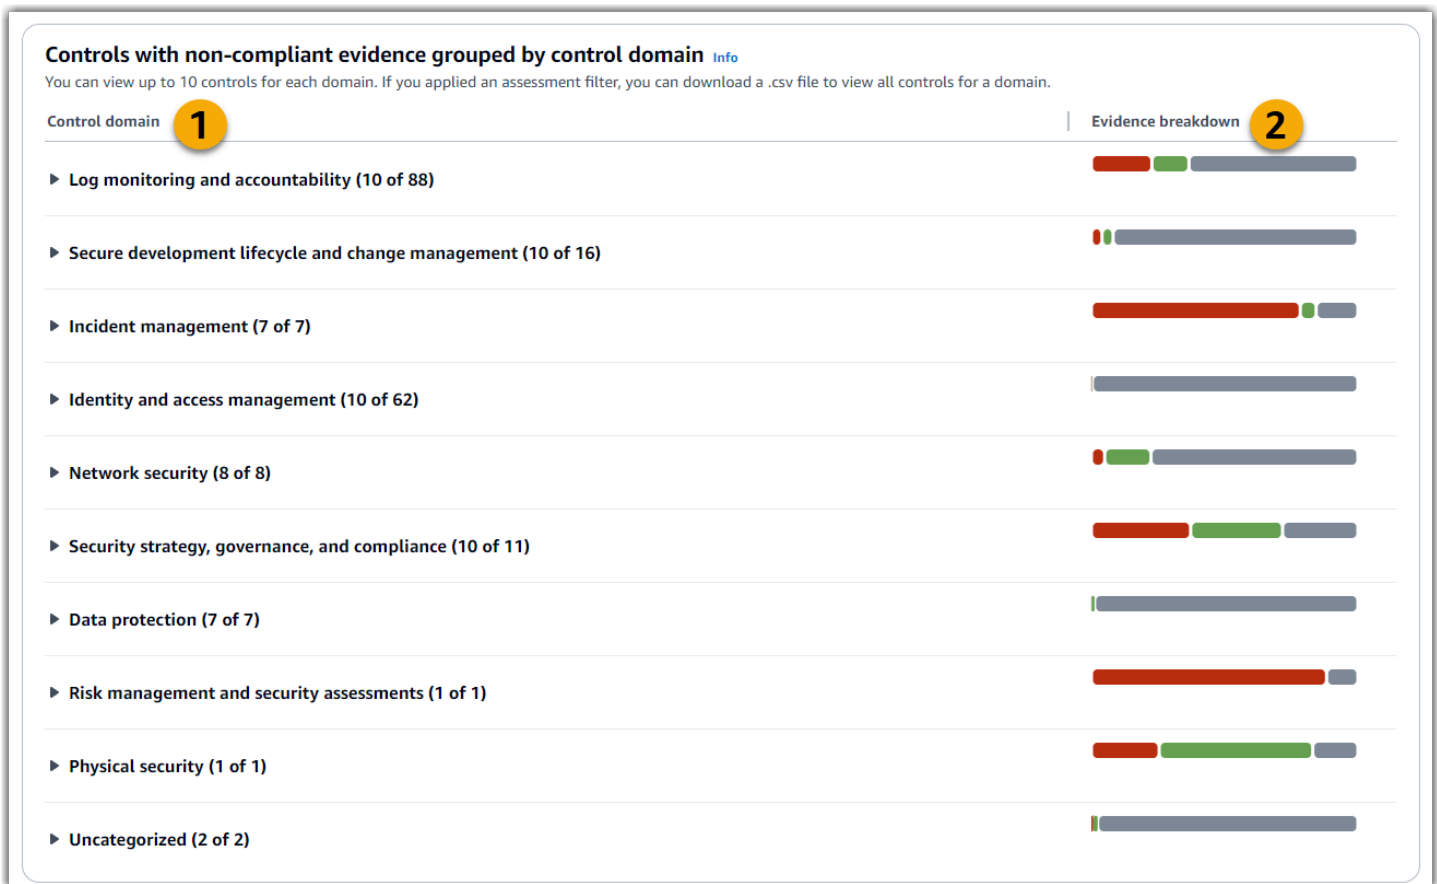 Controls with non-compliant evidence grouped by control domain Info
You can view up to 10 controls for each domain. If you applied an assessment filter, you can download a .csv file to view all controls for a domain.
Control domain 1 Evidence breakdown 2
Log monitoring and accountability (10 of 88)
Secure development lifecycle and change management (10 of 16)
Incident management (7 of 7)
Identity and access management (10 of 62)
Network security (8 of 8)
Security strategy, governance, and compliance (10 of 11)
Data protection (7 of 7)
Risk management and security assessments (1 of 1)
Physical security (1 of 1)
Uncategorized (2 of 2)